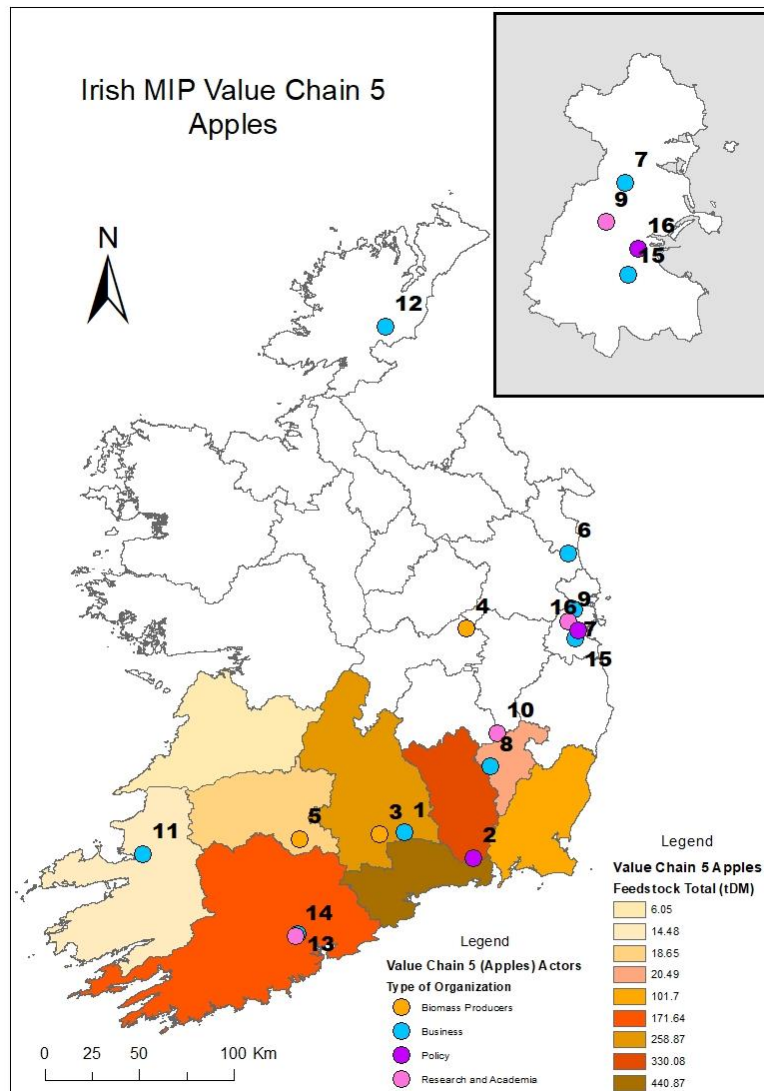 Irish MIP Value Chain 5
Apples
N
7
9
16
15
12
6
4
9
16
7
15
10
8
5
3
1
2
11
14
13
Legend
Value Chain 5 Apples
Feedstock Total (tDM)
6.05
14.48
18.65
20.49
101.7
171.64
258.87
330.08
440.87
Legend
Value Chain 5 (Apples) Actors
Type of Organization
Biomass Producers
Business
Policy
Research and Academia
0 25 50 100 Km